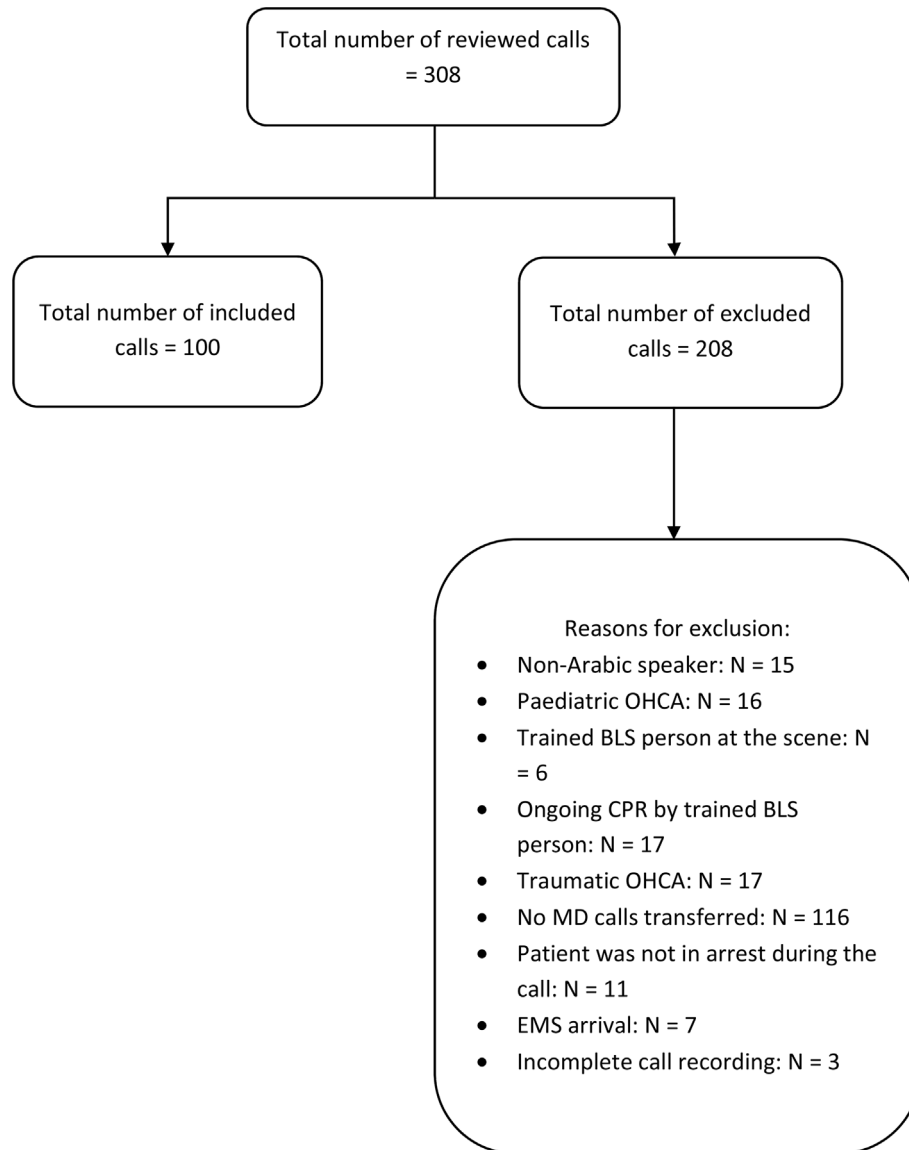 Total number of reviewed calls
= 308
Total number of included
calls = 100
Total number of excluded
calls = 208
Reasons for exclusion:
• Non-Arabic speaker: N = 15
• Paediatric OHCA: N = 16
• Trained BLS person at the scene: N
= 6
• Ongoing CPR by trained BLS
person: N = 17
• Traumatic OHCA: N = 17
• No MD calls transferred: N = 116
• Patient was not in arrest during the
call: N = 11
• EMS arrival: N = 7
• Incomplete call recording: N = 3